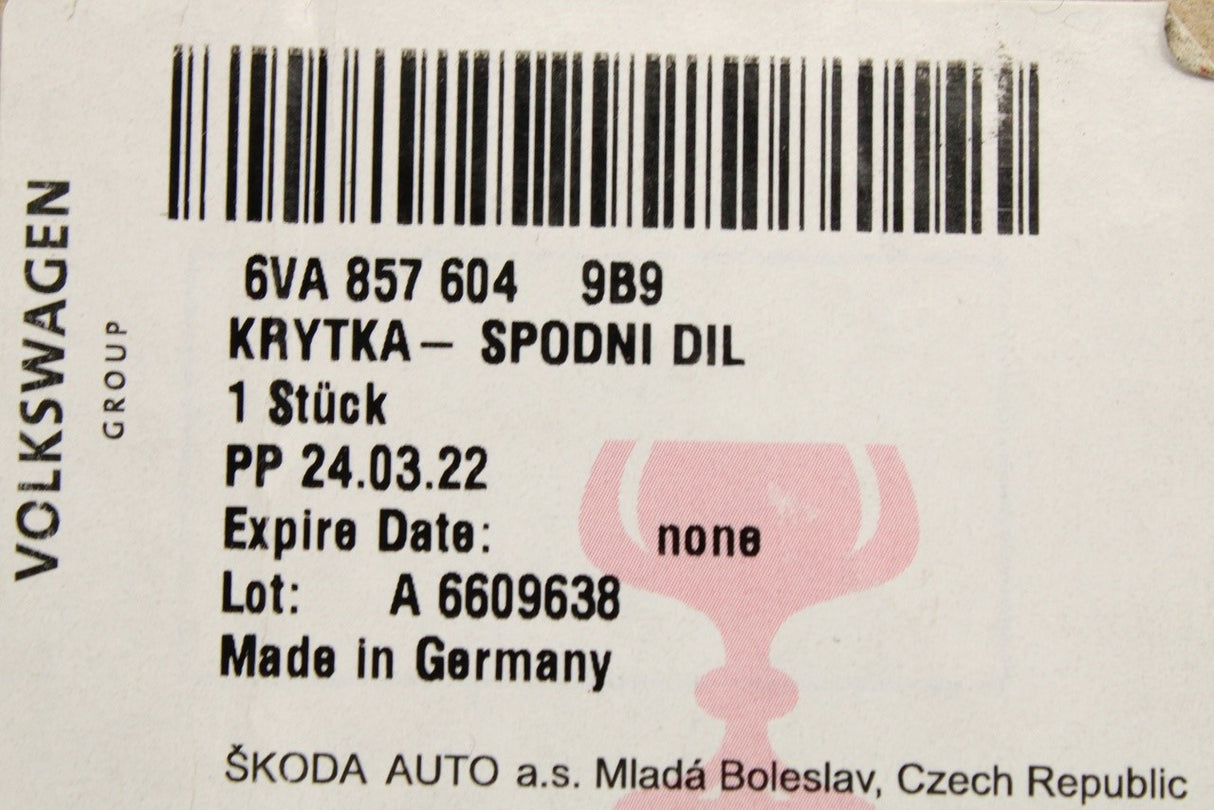 VOLKSWAGEN
GROUP
6VA 857 604 9B9
KRYTKA- SPODNI DIL
1 Stück
PP 24.03.22
Expire Date: none
Lot: A 6609638
Made in Germany
ŠKODA AUTO a.s. Mladá Boleslav, Czech Republic